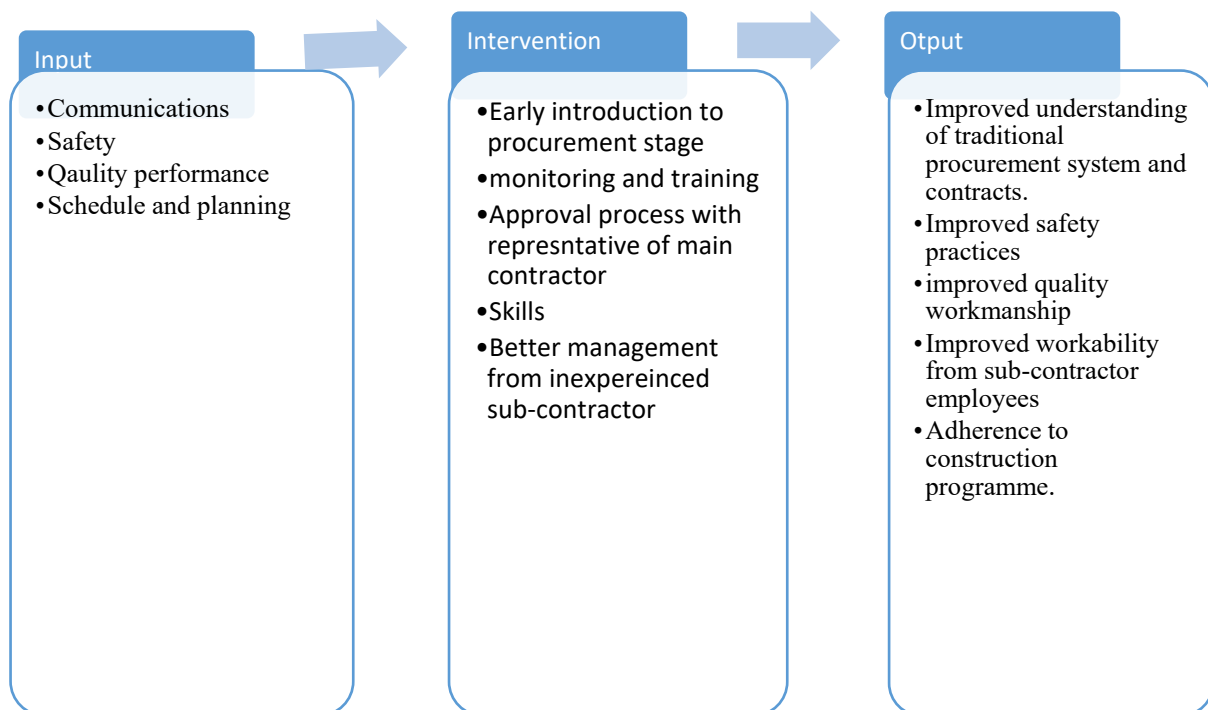 Input
•Communications
•Safety
•Qaulity performance
•Schedule and planning
Intervention
•Early introduction to
procurement stage
•monitoring and training
•Approval process with
represntative of main
contractor
•Skills
•Better management
from inexpereinced
sub-contractor
Otput
•Improved understanding
of traditional
procurement system and
contracts.
•Improved safety
practices
•improved quality
workmanship
•Improved workability
from sub-contractor
employees
•Adherence to
construction
programme.